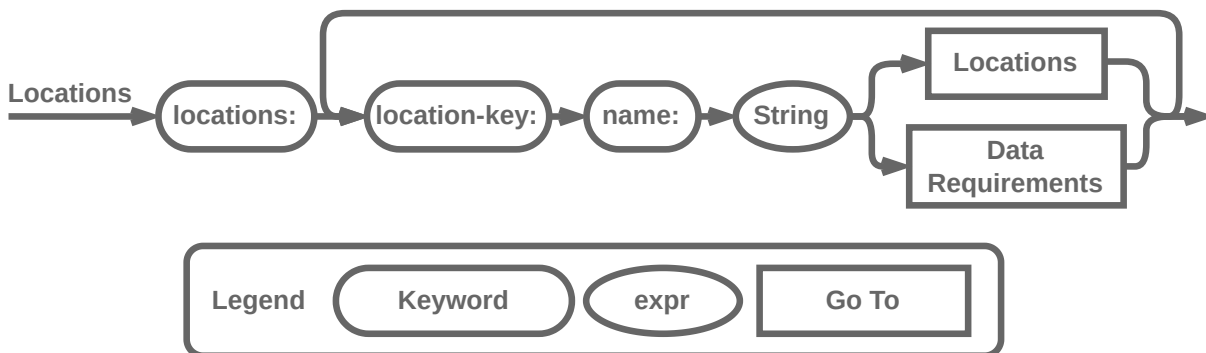 Locations
locations:
location-key:
name:
String
Locations
Data
Requirements
Legend
Keyword
expr
Go To